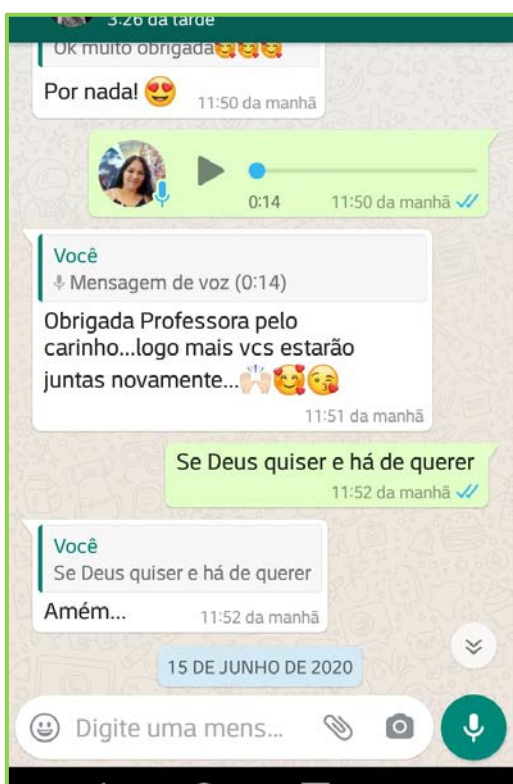 3:26 da tarde
Ok muito obrigada🥰🥰🥰
Por nada! 😍
11:50 da manhã
0:14
11:50 da manhã
Você
Mensagem de voz (0:14)
Obrigada Professora pelo
carinho...logo mais vcs estarão
juntas novamente...🙌🏻🥰😘
11:51 da manhã
Se Deus quiser e há de querer
11:52 da manhã
Você
Se Deus quiser e há de querer
Amém...
11:52 da manhã
15 DE JUNHO DE 2020
Digite uma mens...